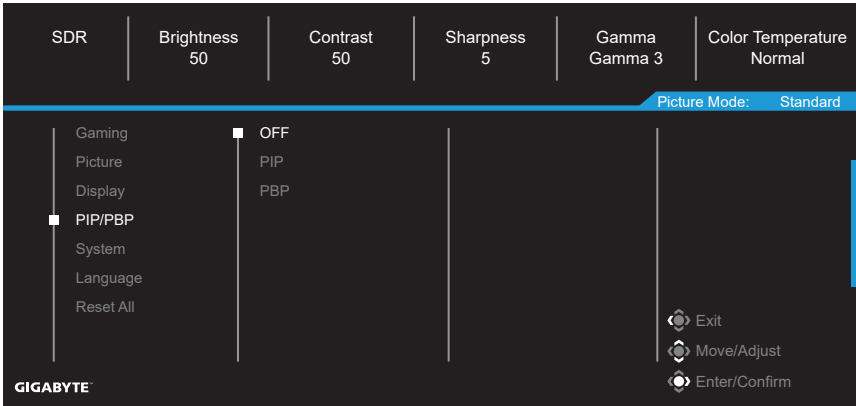 SDR
Brightness
50
Contrast
50
Sharpness
5
Gamma
Gamma 3
Color Temperature
Normal
Picture Mode: Standard
Gaming
Picture
Display
PIP/PBP
System
Language
Reset All
OFF
PIP
PBP
Exit
Move/Adjust
Enter/Confirm
GIGABYTE™